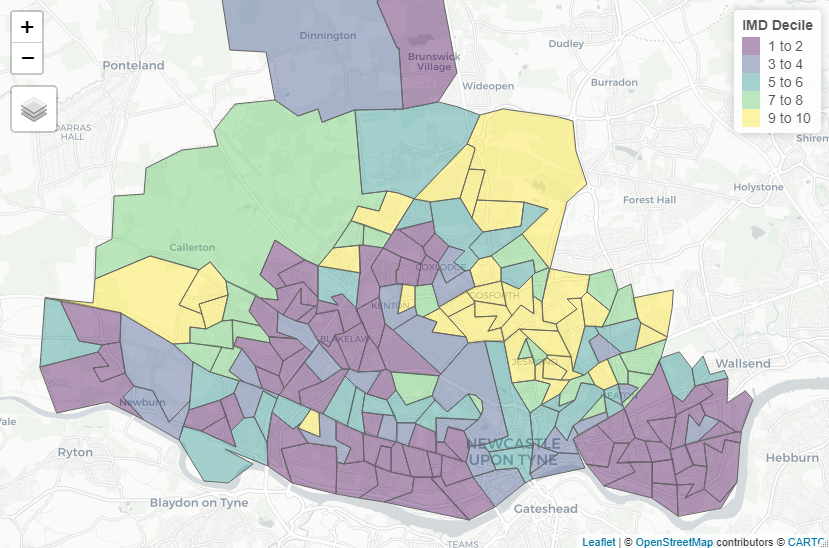 +
−
IMD Decile
1 to 2
3 to 4
5 to 6
7 to 8
9 to 10
Dinnington
Dudley
Brunswick
Village
Ponteland
Wideopen
Burradon
DARRAS
HALL
Shirem
Holystone
Forest Hall
Callerton
COXLODGE
GOSFORTH
KENTON
BLAKELAW
JESMOND
Wallsend
HEATON
Newburn
NEWCASTLE
UPON TYNE
Ryton
Hebburn
Blaydon on Tyne
Gateshead
TEAMS
Leaflet | © OpenStreetMap contributors © CARTO